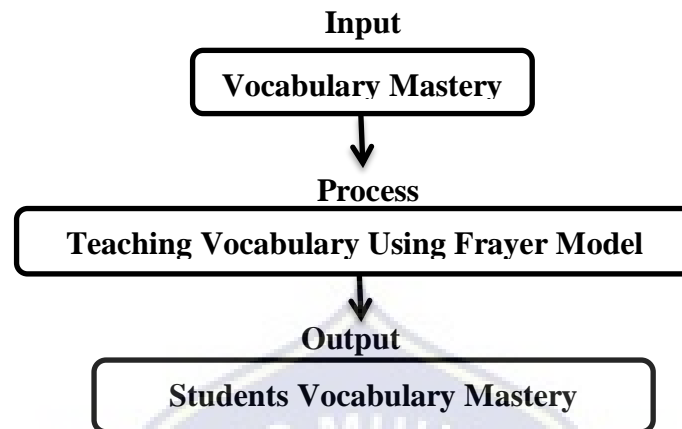 Input
Vocabulary Mastery
Process
Teaching Vocabulary Using Frayer Model
Output
Students Vocabulary Mastery